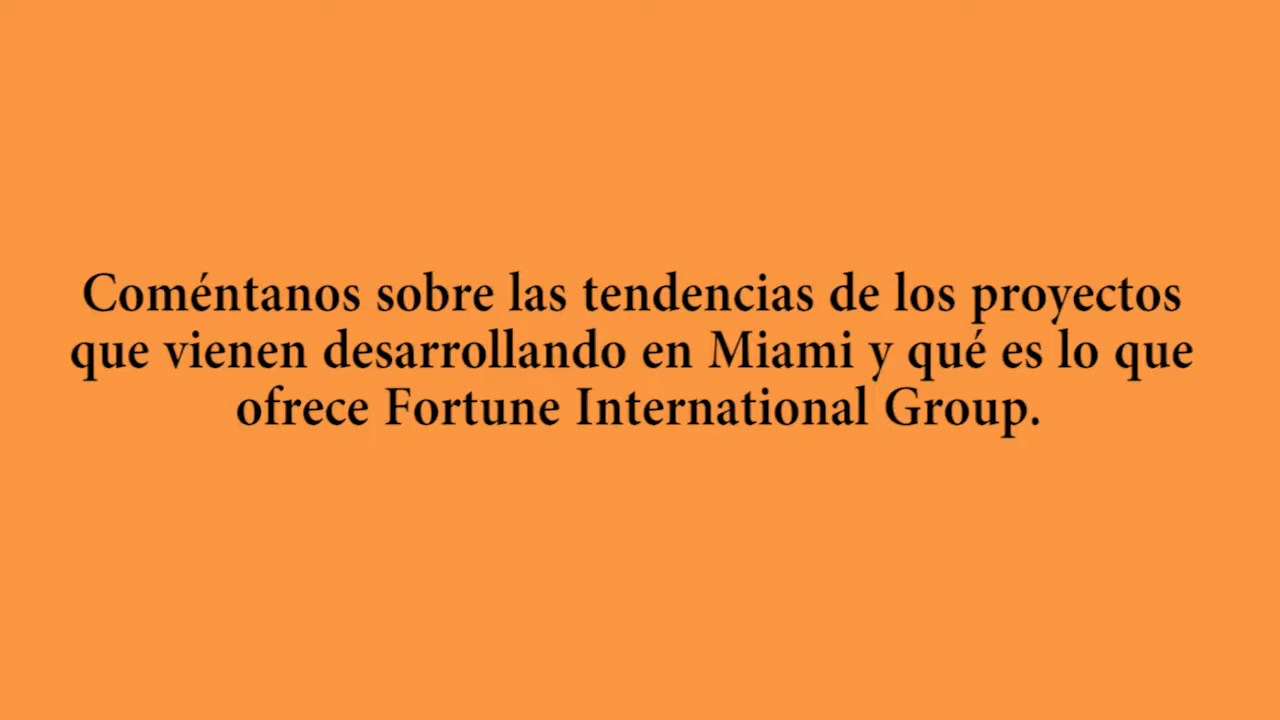 Coméntanos sobre las tendencias de los proyectos
que vienen desarrollando en Miami y qué es lo que
ofrece Fortune International Group.